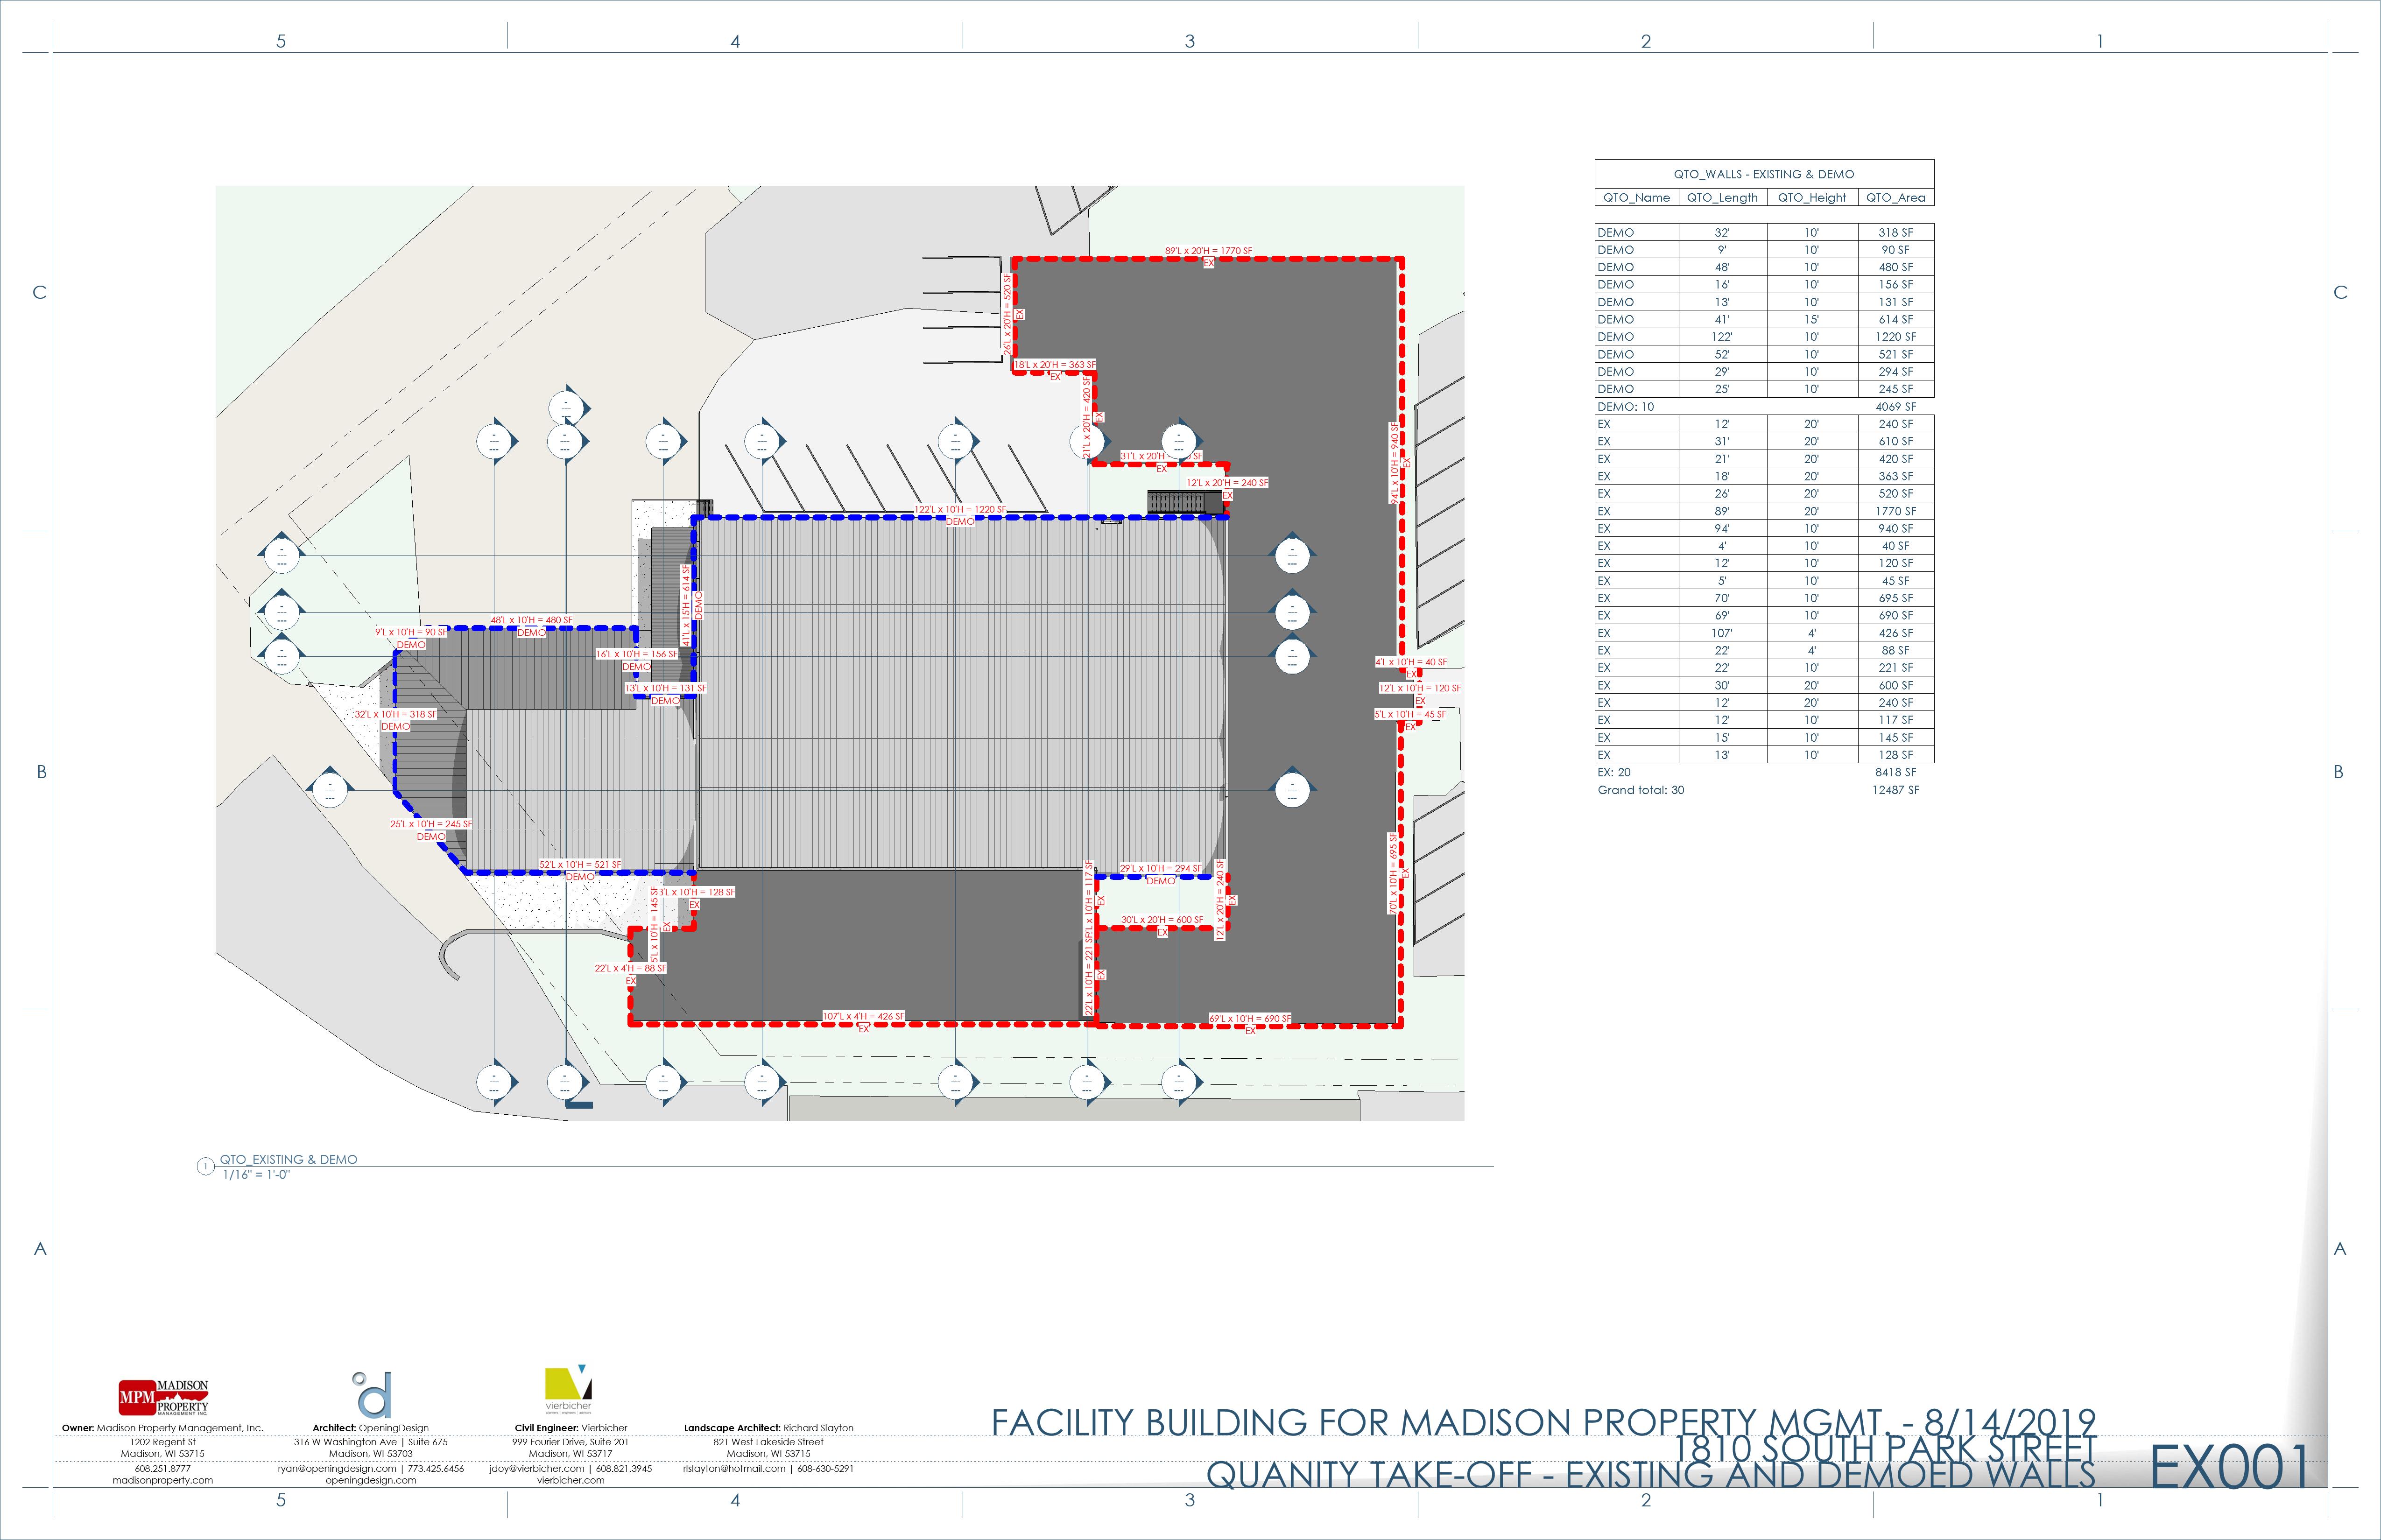 5 4 3 2 1
C C
B B
A A
89'L x 20'H = 1770 SF
EX
26'L x 20'H = 520 SF
EX
18'L x 20'H = 363 SF
EX
21'L x 20'H = 420 SF
EX
31'L x 20'H
SF
EX
12'L x 20'H = 240 SF
EX
94'L x 10'H = 940 SF
EX
122'L x 10'H = 1220 SF
DEMO
41'L x 15'H = 614 SF
DEMO
48'L x 10'H = 480 SF
DEMO
9'L x 10'H = 90 SF
DEMO
16'L x 10'H = 156 SF
DEMO
13'L x 10'H = 131 SF
DEMO
32'L x 10'H = 318 SF
DEMO
25'L x 10'H = 245 SF
DEMO
52'L x 10'H = 521 SF
DEMO
4'L x 10'H = 40 SF
EX
12'L x 10'H = 120 SF
EX
5'L x 10'H = 45 SF
EX
70'L x 10'H = 695 SF
EX
29'L x 10'H = 294 SF
DEMO
3'L x 10'H = 128 SF
EX
5'L x 10'H = 145 SF
EX
22'L x 4'H = 88 SF
EX
'L x 10'H = 117 SF
EX
22'L x 10'H = 221 SF
EX
30'L x 20'H = 600 SF
EX
12'L x 20'H = 240 SF
EX
107'L x 4'H = 426 SF
EX
69'L x 10'H = 690 SF
EX
1 QTO_EXISTING & DEMO
1/16" = 1'-0"
QTO_WALLS - EXISTING & DEMO
QTO_Name QTO_Length QTO_Height QTO_Area
DEMO 32' 10' 318 SF
DEMO 9' 10' 90 SF
DEMO 48' 10' 480 SF
DEMO 16' 10' 156 SF
DEMO 13' 10' 131 SF
DEMO 41' 15' 614 SF
DEMO 122' 10' 1220 SF
DEMO 52' 10' 521 SF
DEMO 29' 10' 294 SF
DEMO 25' 10' 245 SF
DEMO: 10 4069 SF
EX 12' 20' 240 SF
EX 31' 20' 610 SF
EX 21' 20' 420 SF
EX 18' 20' 363 SF
EX 26' 20' 520 SF
EX 89' 20' 1770 SF
EX 94' 10' 940 SF
EX 4' 10' 40 SF
EX 12' 10' 120 SF
EX 5' 10' 45 SF
EX 70' 10' 695 SF
EX 69' 10' 690 SF
EX 107' 4' 426 SF
EX 22' 4' 88 SF
EX 22' 10' 221 SF
EX 30' 20' 600 SF
EX 12' 20' 240 SF
EX 12' 10' 117 SF
EX 15' 10' 145 SF
EX 13' 10' 128 SF
EX: 20 8418 SF
Grand total: 30 12487 SF
MPM MADISON PROPERTY MANAGEMENT INC.
Owner: Madison Property Management, Inc.
1202 Regent St
Madison, WI 53715
608.251.8777
madisonproperty.com
d
Architect: OpeningDesign
316 W Washington Ave | Suite 675
Madison, WI 53703
ryan@openingdesign.com | 773.425.6456
openingdesign.com
vierbicher
Civil Engineer: Vierbicher
999 Fourier Drive, Suite 201
Madison, WI 53717
jdoy@vierbicher.com | 608.821.3945
vierbicher.com
Landscape Architect: Richard Slayton
821 West Lakeside Street
Madison, WI 53715
rlslayton@hotmail.com | 608-630-5291
FACILITY BUILDING FOR MADISON PROPERTY MGMT. - 8/14/2019
1810 SOUTH PARK STREET
QUANITY TAKE-OFF - EXISTING AND DEMOED WALLS
EX001
5 4 3 2 1